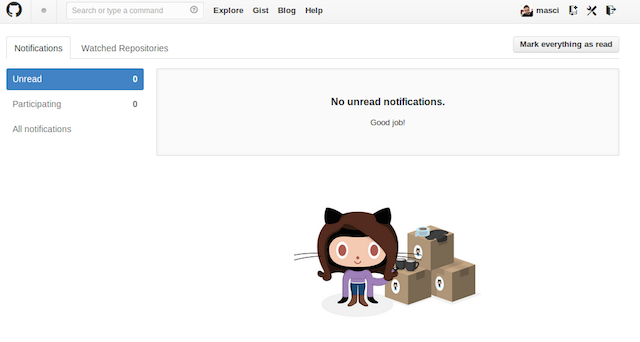 Search or type a command
Explore Gist Blog Help
masci
Notifications
Watched Repositories
Mark everything as read
Unread 0
Participating 0
All notifications
No unread notifications.
Good job!